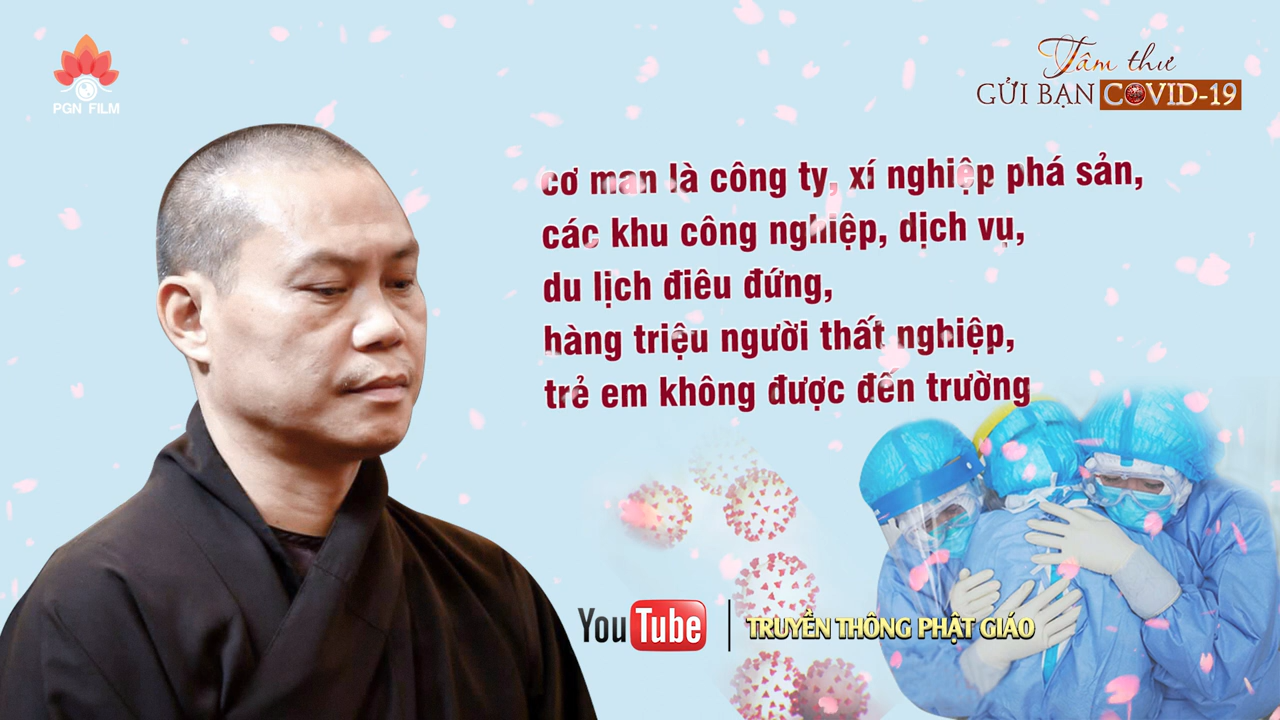 PGN FILM
Tâm thư
GỬI BẠN COVID-19
cơ man là công ty, xí nghiệp phá sản,
các khu công nghiệp, dịch vụ,
du lịch điêu đứng,
hàng triệu người thất nghiệp,
trẻ em không được đến trường
YouTube | TRUYỀN THÔNG PHẬT GIÁO